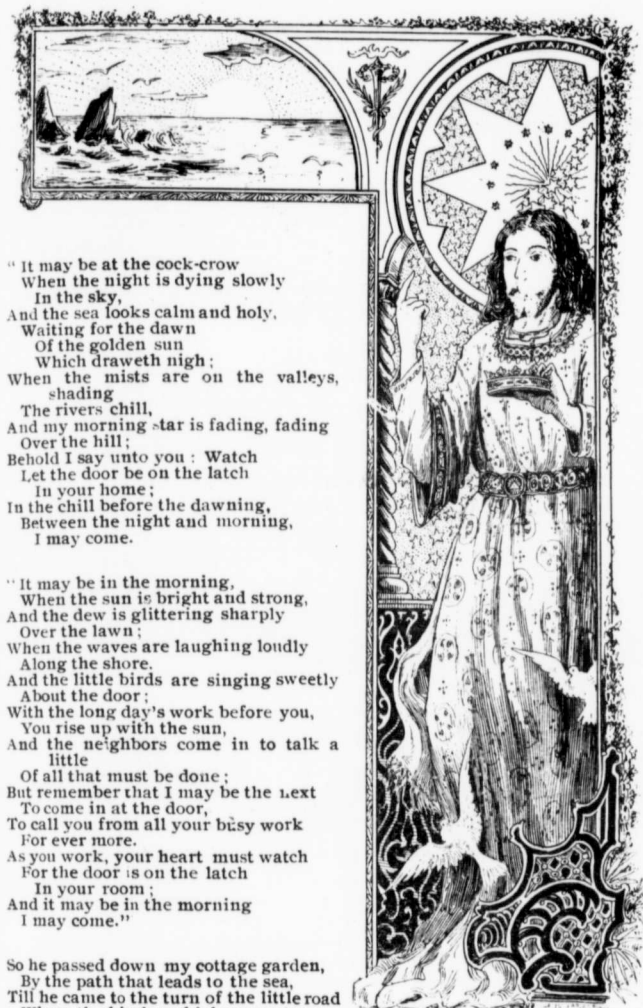 “ It may be at the cock-crow
When the night is dying slowly
In the sky,
And the sea looks calm and holy,
Waiting for the dawn
Of the golden sun
Which draweth nigh ;
When the mists are on the valleys,
shading
The rivers chill,
And my morning star is fading, fading
Over the hill ;
Behold I say unto you : Watch
Let the door be on the latch
In your home ;
In the chill before the dawning,
Between the night and morning,
I may come.
“ It may be in the morning,
When the sun is bright and strong,
And the dew is glittering sharply
Over the lawn ;
When the waves are laughing loudly
Along the shore.
And the little birds are singing sweetly
About the door ;
With the long day's work before you,
You rise up with the sun,
And the neighbors come in to talk a
little
Of all that must be done ;
But remember that I may be the next
To come in at the door,
To call you from all your busy work
For ever more.
As you work, your heart must watch
For the door is on the latch
In your room ;
And it may be in the morning
I may come.”
So he passed down my cottage garden,
By the path that leads to the sea,
Till he came to the turn of the little road